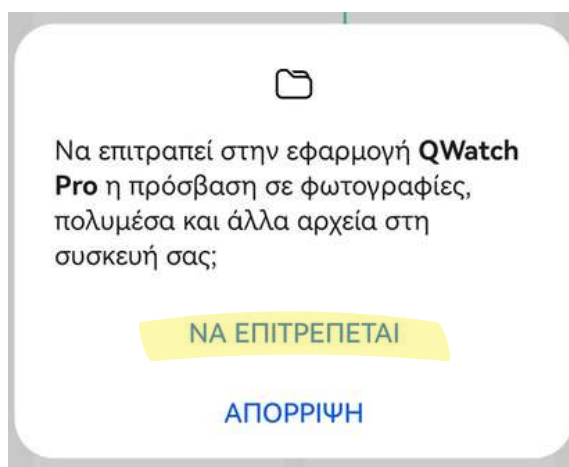 Να επιτραπεί στην εφαρμογή QWatch
Pro η πρόσβαση σε φωτογραφίες,
πολυμέσα και άλλα αρχεία στη
συσκευή σας;
ΝΑ ΕΠΙΤΡΕΠΕΤΑΙ
ΑΠΟΡΡΙΨΗ